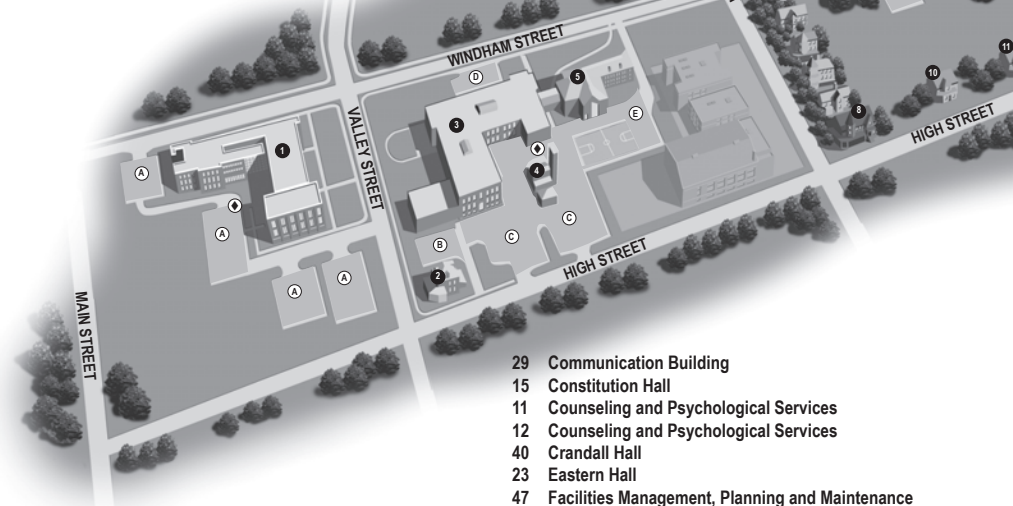 WINDHAM STREET
D
5
11
10
3
8
E
HIGH STREET
1
VALLEY STREET
4
A
A
C
C
B
HIGH STREET
2
A
A
MAIN STREET
29 Communication Building
15 Constitution Hall
11 Counseling and Psychological Services
12 Counseling and Psychological Services
40 Crandall Hall
23 Eastern Hall
47 Facilities Management, Planning and Maintenance